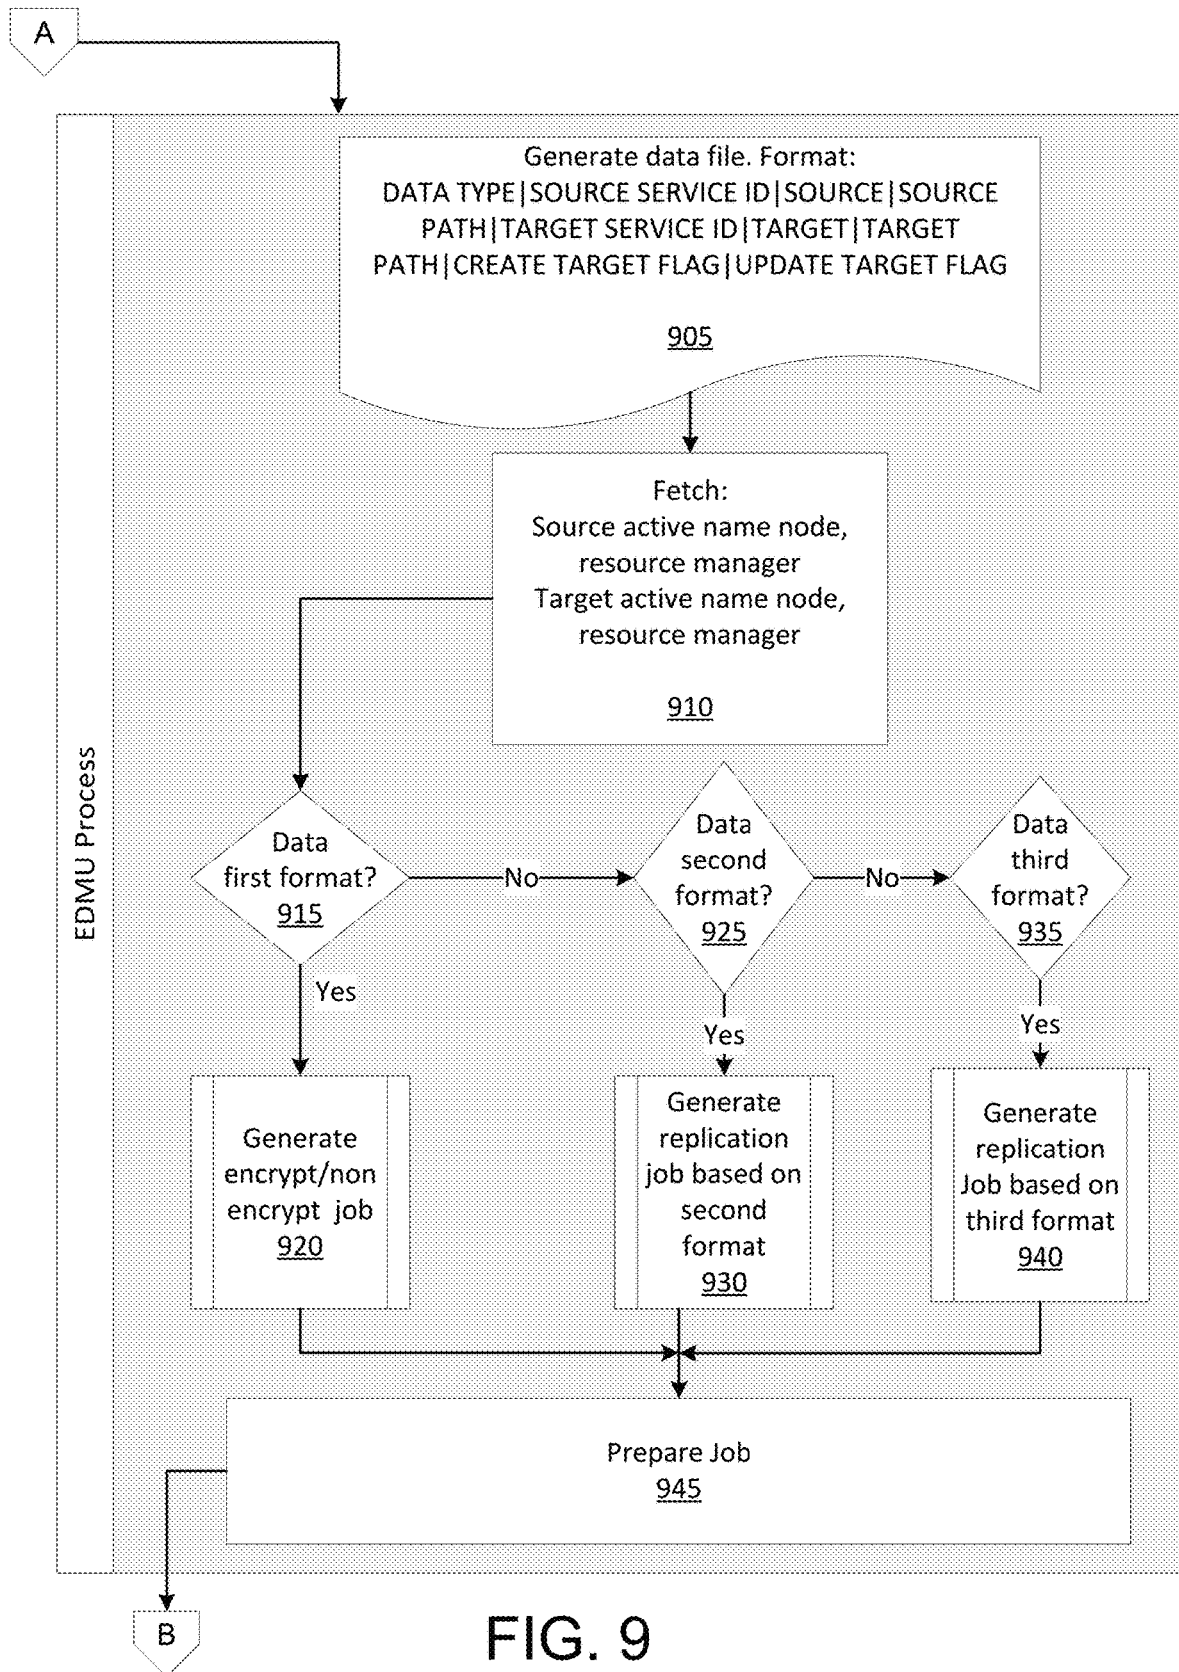 A
Generate data file. Format:
DATA TYPE|SOURCE SERVICE ID|SOURCE|SOURCE
PATH|TARGET SERVICE ID|TARGET|TARGET
PATH|CREATE TARGET FLAG|UPDATE TARGET FLAG
905
Fetch:
Source active name node,
resource manager
Target active name node,
resource manager
910
EDMU Process
Data
first format?
915
No
Data
second
format?
925
No
Data
third
format?
935
Yes
Yes
Yes
Generate
encrypt/non
encrypt job
920
Generate
replication
job based on
second
format
930
Generate
replication
Job based on
third format
940
Prepare Job
945
B
FIG. 9